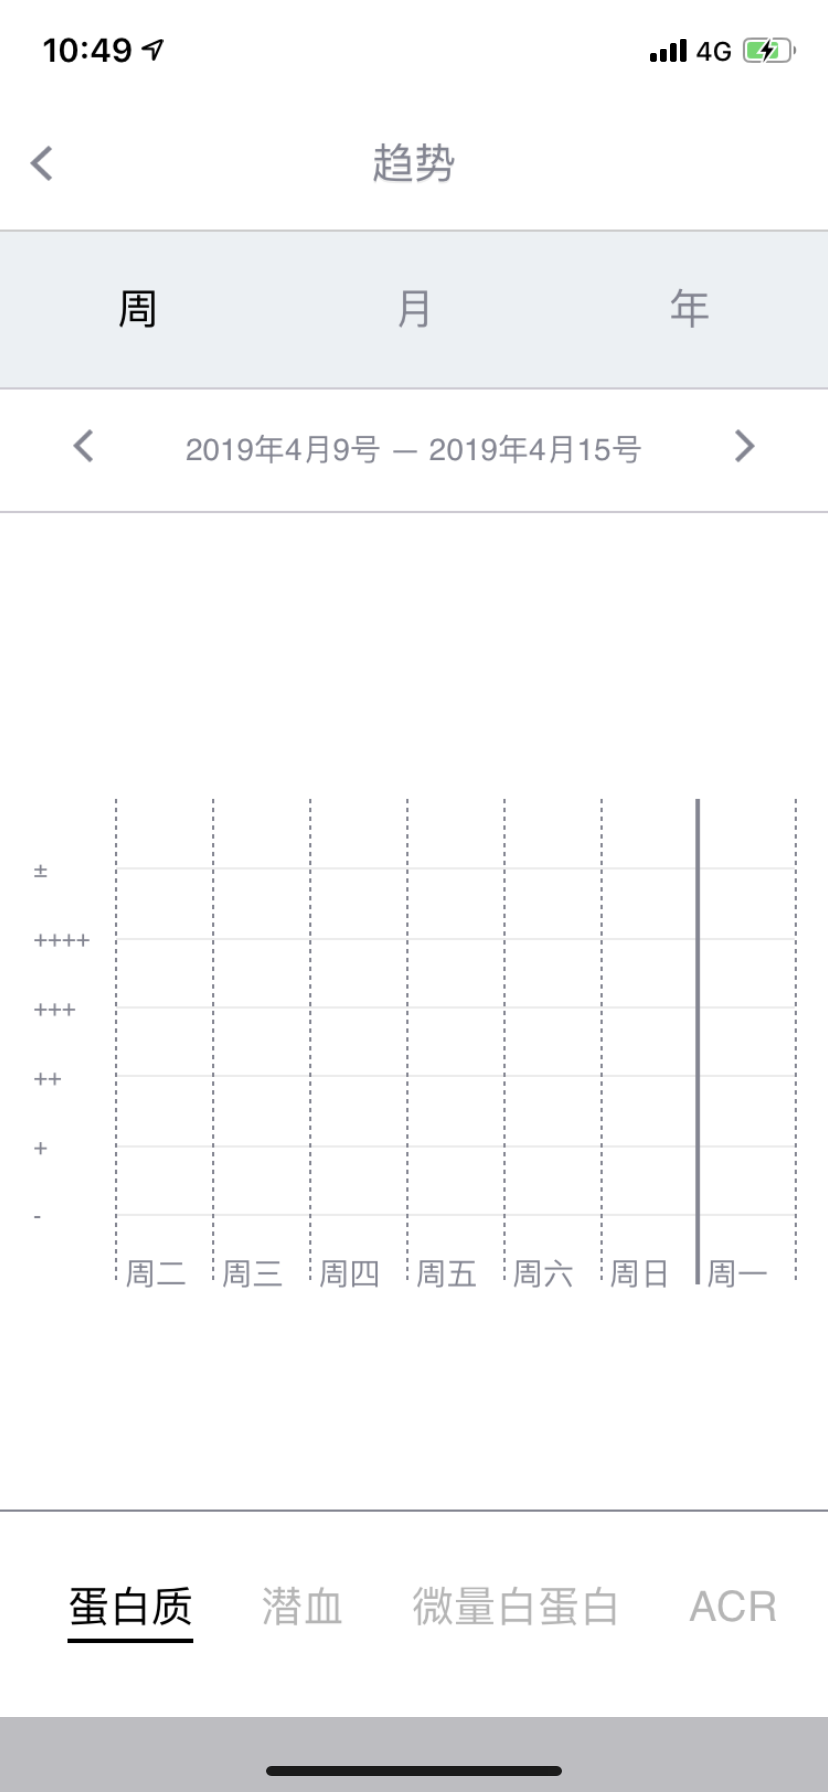 10:49 4G
趋势
周 月 年
2019年4月9号 — 2019年4月15号
±
++++
+++
++
+
-
周二 周三 周四 周五 周六 周日 周一
蛋白质 潜血 微量白蛋白 ACR